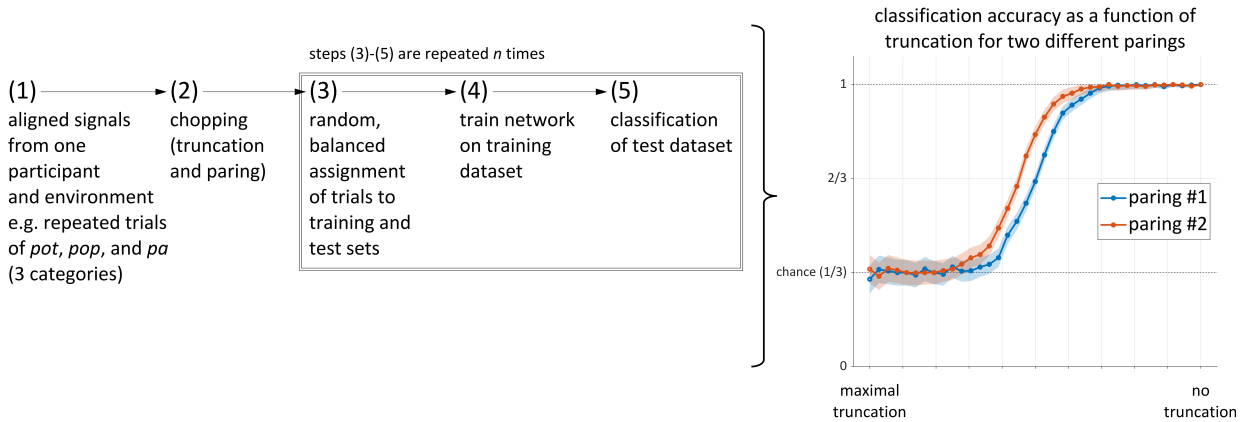 steps (3)-(5) are repeated n times
(1)
aligned signals
from one
participant
and environment
e.g. repeated trials
of pot, pop, and pa
(3 categories)
(2)
chopping
(truncation
and paring)
(3)
random,
balanced
assignment
of trials to
training and
test sets
(4)
train network
on training
dataset
(5)
classification
of test dataset
classification accuracy as a function of
truncation for two different parings
1
2/3
chance (1/3)
0
paring #1
paring #2
maximal
truncation
no
truncation